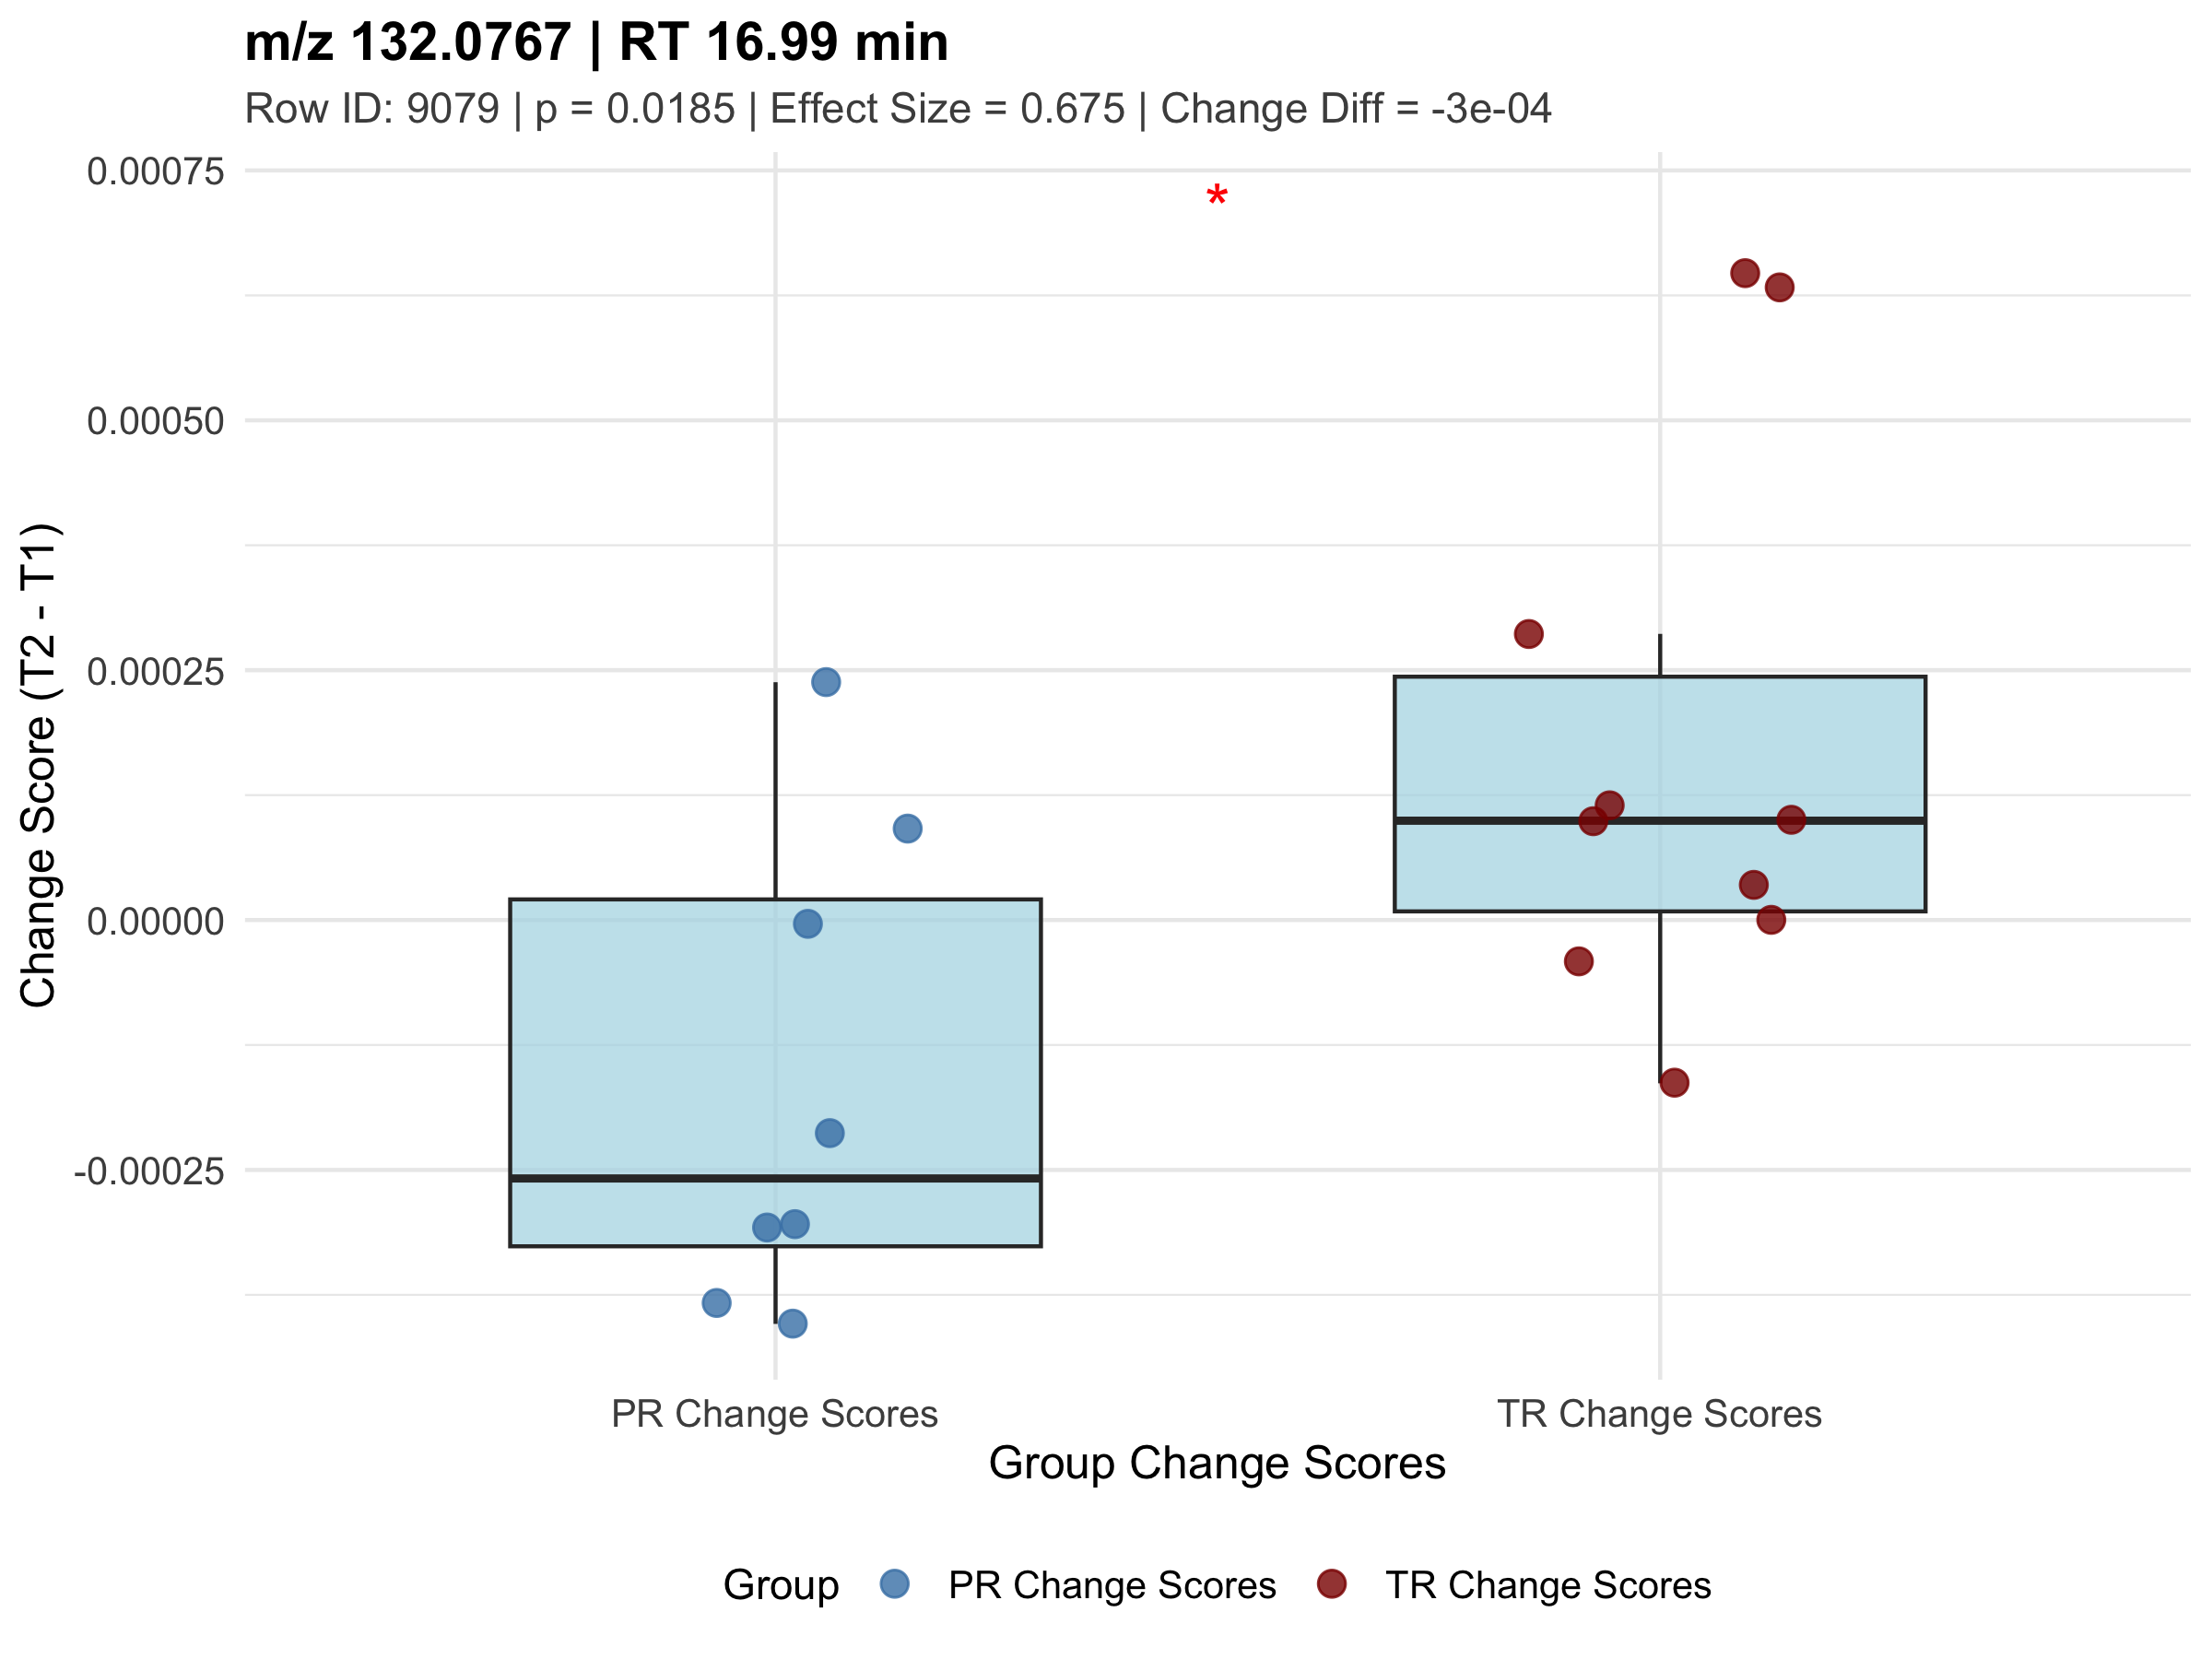 m/z 132.0767 | RT 16.99 min
Row ID: 9079 | p = 0.0185 | Effect Size = 0.675 | Change Diff = -3e-04
*
0.00075
0.00050
0.00025
0.00000
-0.00025
Change Score (T2 - T1)
PR Change Scores
TR Change Scores
Group Change Scores
Group PR Change Scores TR Change Scores